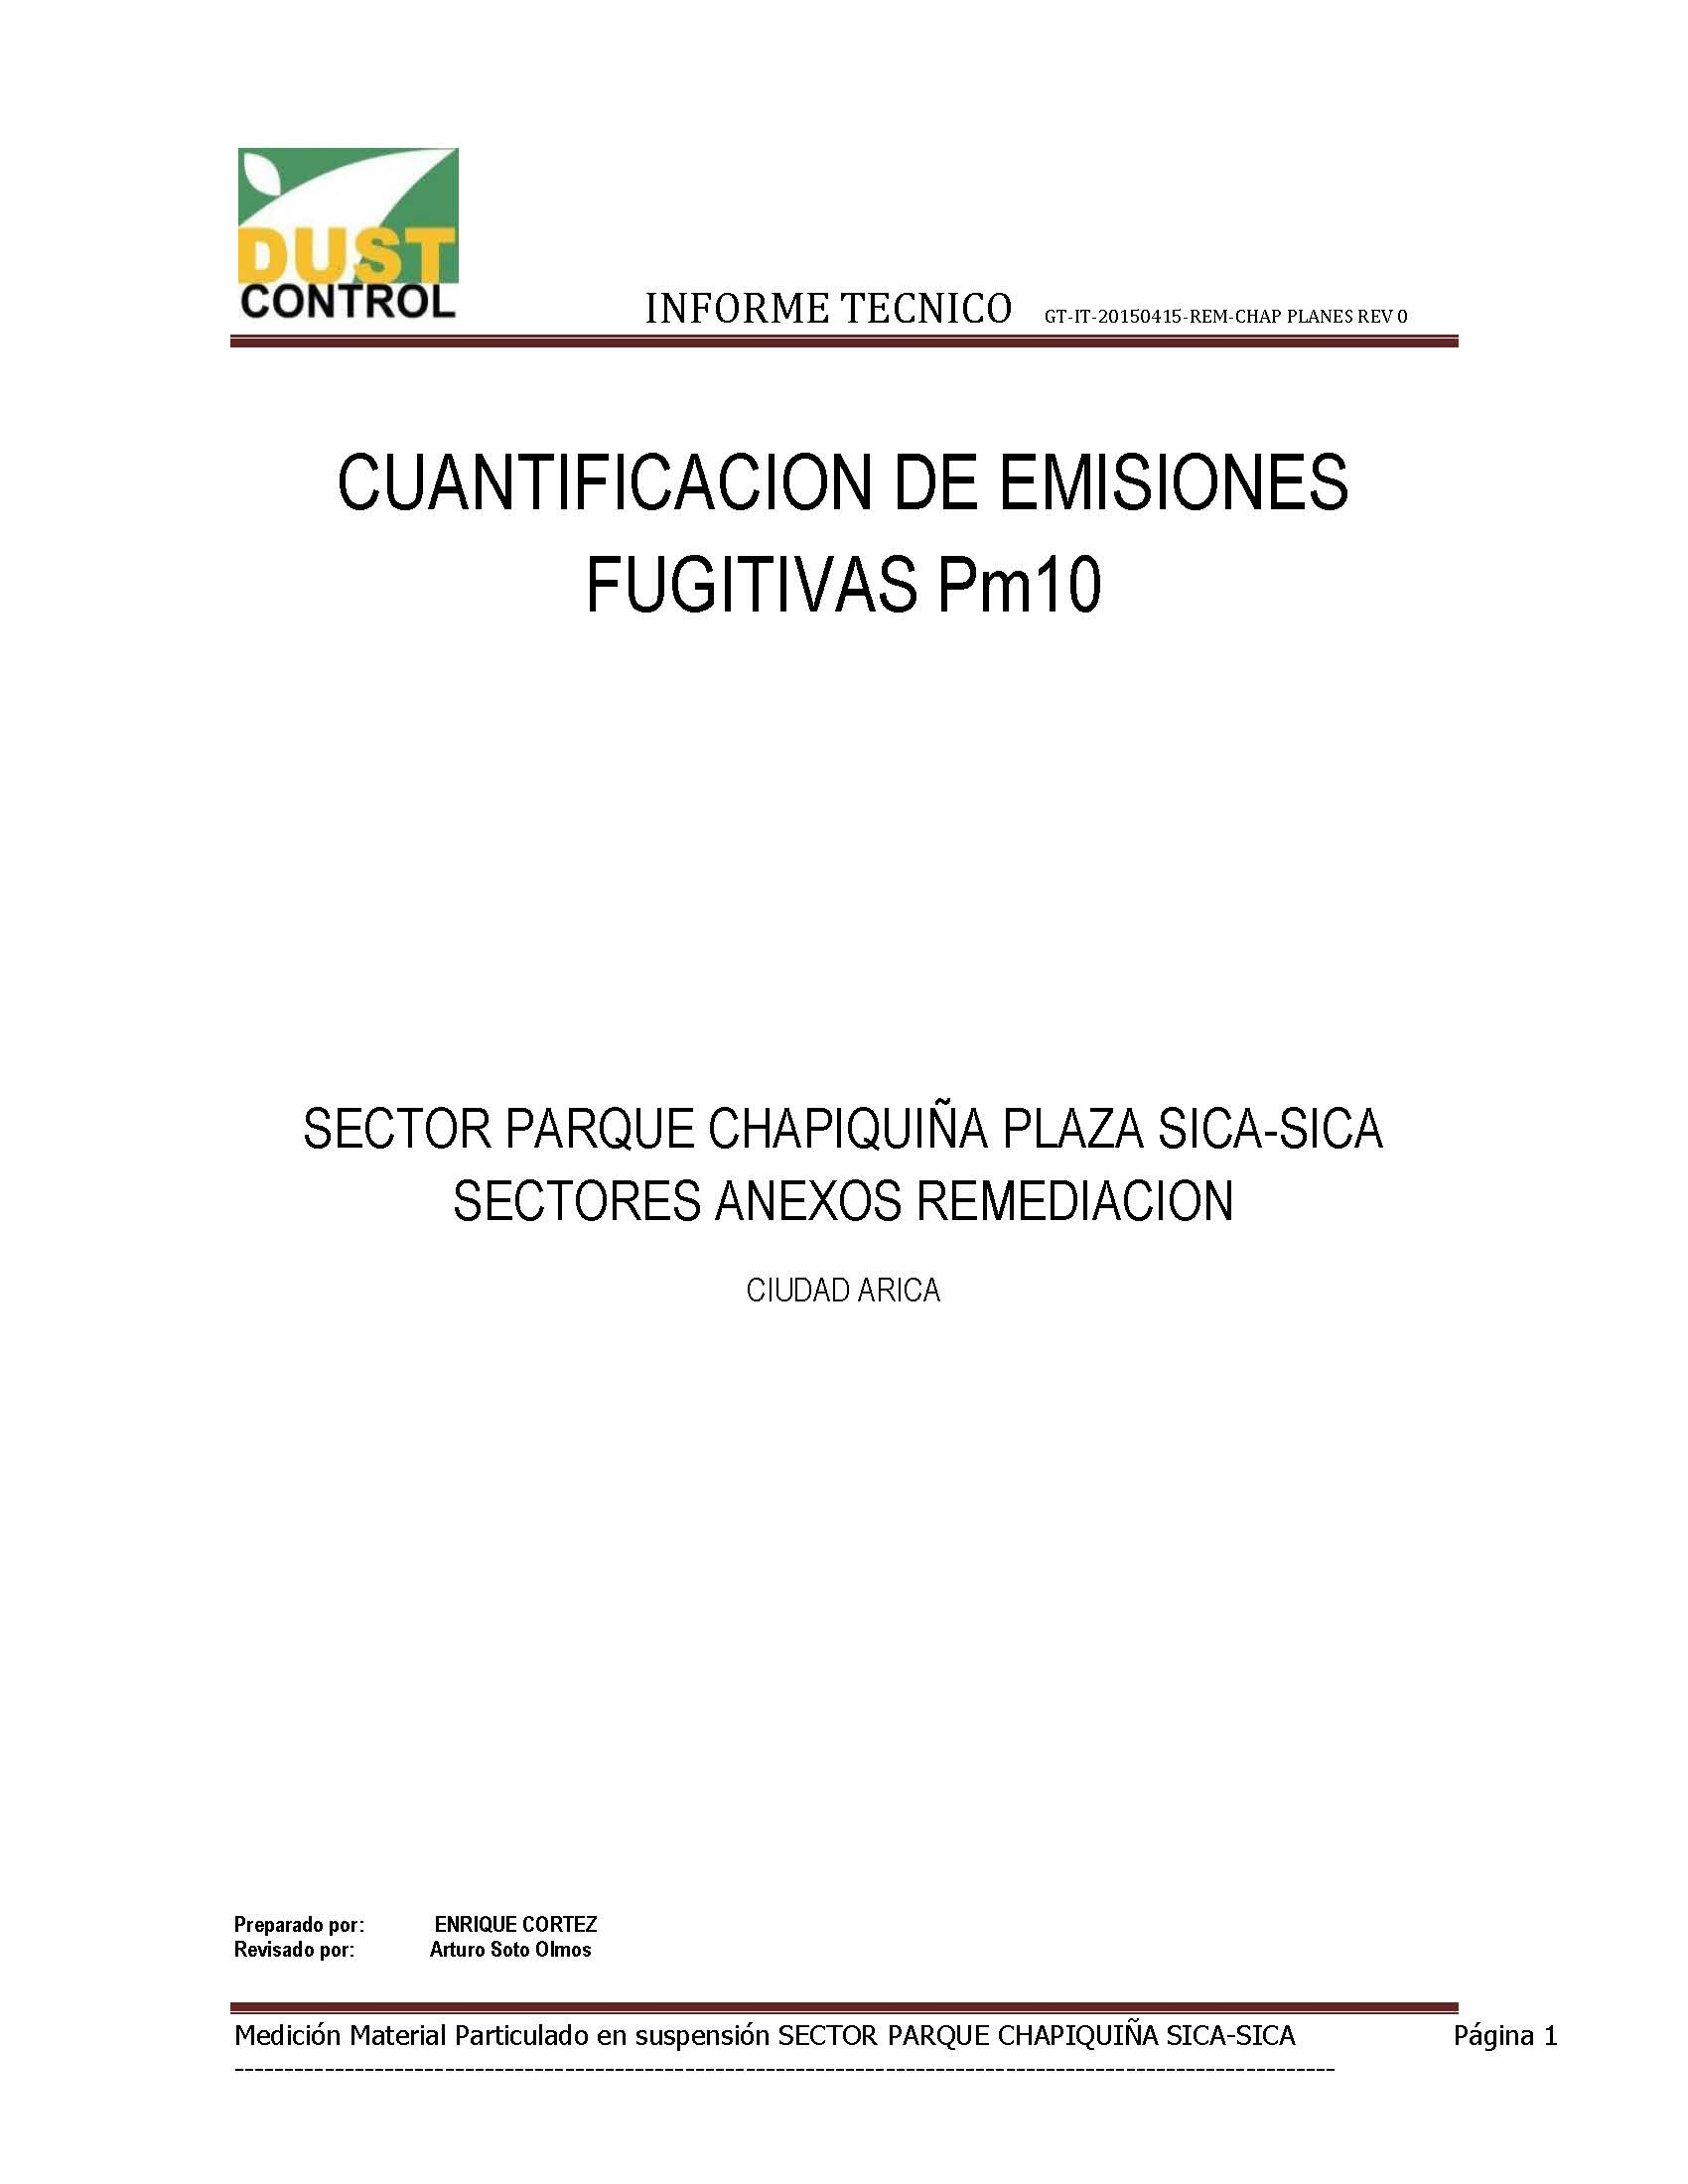 DUST
CONTROL
INFORME TECNICO GT-IT-20150415-REM-CHAP PLANES REV 0
CUANTIFICACION DE EMISIONES
FUGITIVAS Pm10
SECTOR PARQUE CHAPIQUIÑA PLAZA SICA-SICA
SECTORES ANEXOS REMEDIACION
CIUDAD ARICA
Preparado por: ENRIQUE CORTEZ
Revisado por: Arturo Soto Olmos
Medición Material Particulado en suspensión SECTOR PARQUE CHAPIQUIÑA SICA-SICA Página 1
--------------------------------------------------------------------------------------------------------------